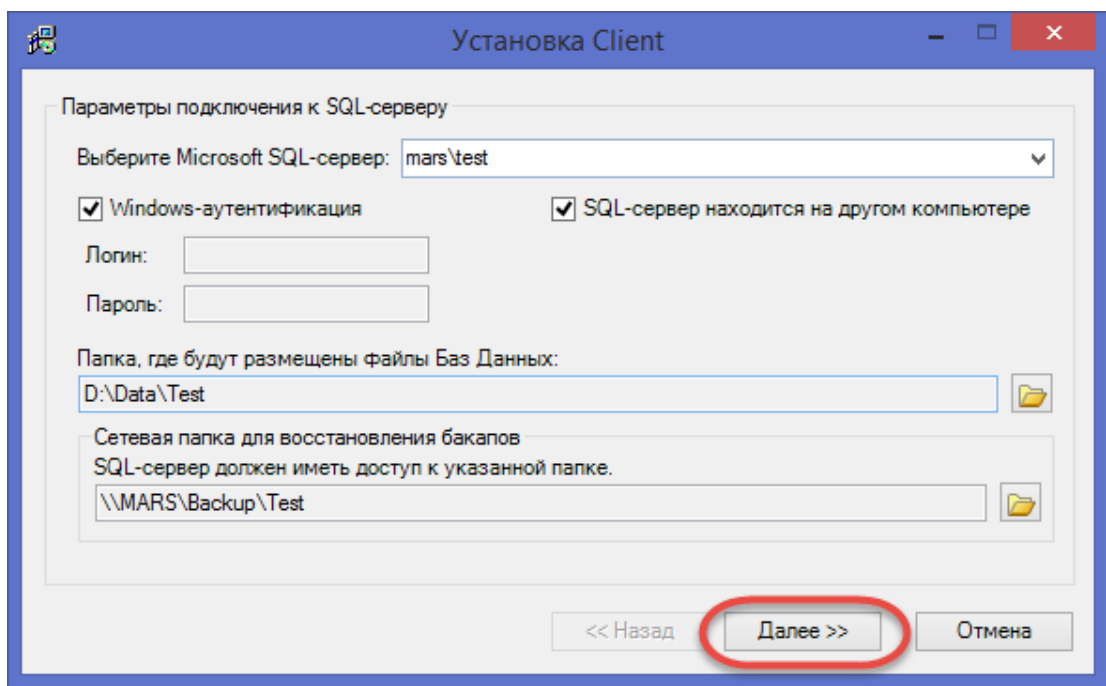 Установка Client
Параметры подключения к SQL-серверу
Выберите Microsoft SQL-сервер: mars\test
Windows-аутентификация SQL-сервер находится на другом компьютере
Логин:
Пароль:
Папка, где будут размещены файлы Баз Данных:
D:\Data\Test
Сетевая папка для восстановления бакапов
SQL-сервер должен иметь доступ к указанной папке.
\\MARS\Backup\Test
<< Назад Далее >> Отмена